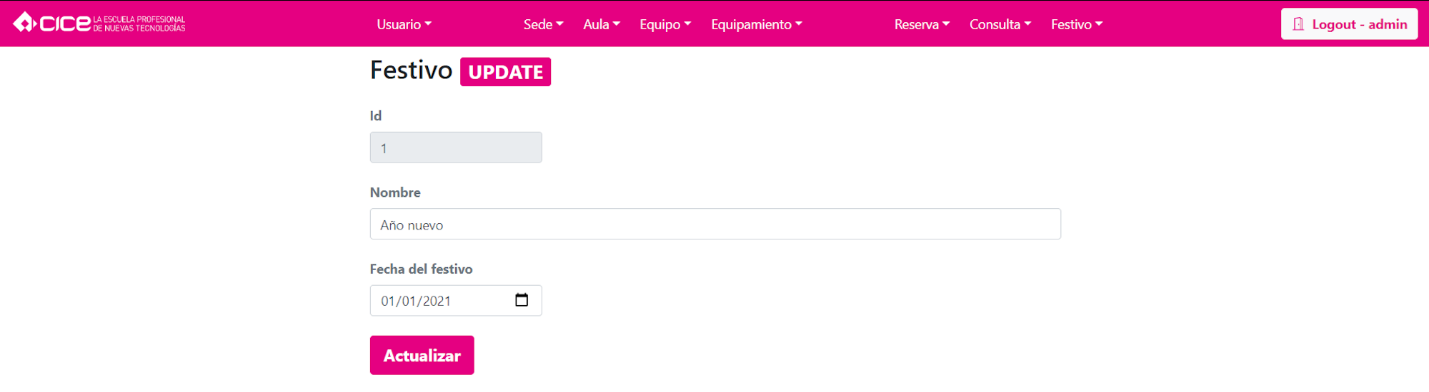 CICE LA ESCUELA PROFESIONAL
DE NUEVAS TECNOLOGÍAS
Usuario Sede Aula Equipo Equipamiento Reserva Consulta Festivo Logout - admin
Festivo UPDATE
Id
1
Nombre
Año nuevo
Fecha del festivo
01/01/2021
Actualizar